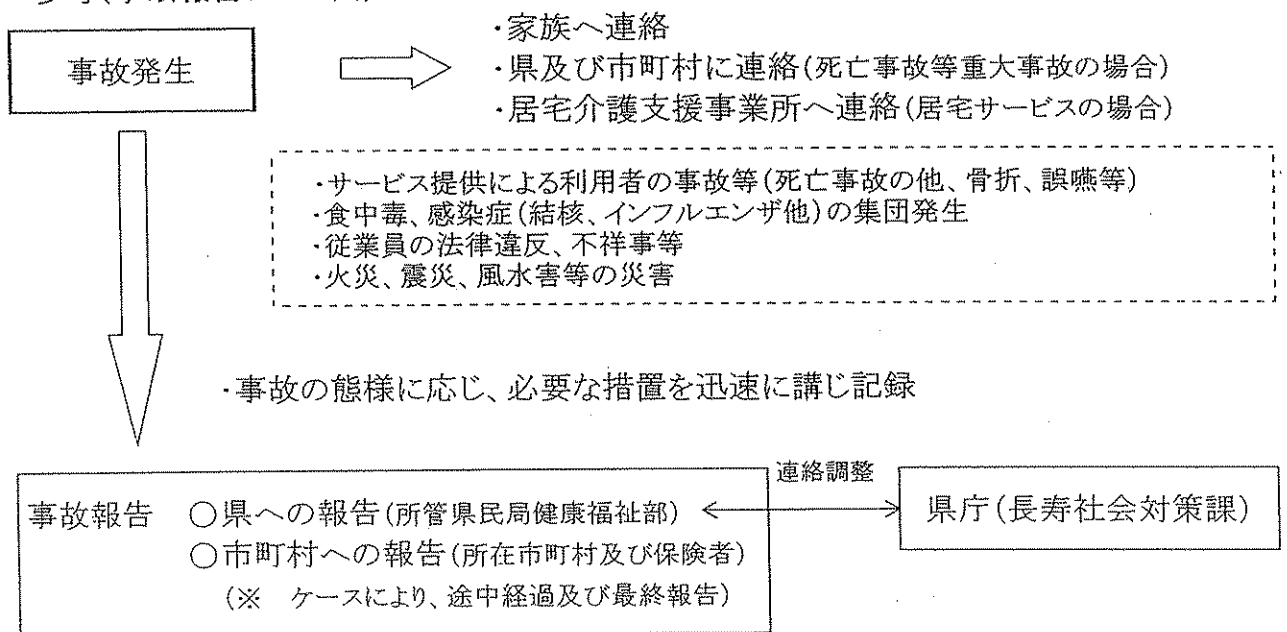 事故発生
・家族へ連絡
・県及び市町村に連絡(死亡事故等重大事故の場合)
・居宅介護支援事業所へ連絡(居宅サービスの場合)
・サービス提供による利用者の事故等(死亡事故の他、骨折、誤嚥等)
・食中毒、感染症(結核、インフルエンザ他)の集団発生
・従業員の法律違反、不祥事等
・火災、震災、風水害等の災害
・事故の態様に応じ、必要な措置を迅速に講じ記録
事故報告 ○県への報告(所管県民局健康福祉部)
○市町村への報告(所在市町村及び保険者)
(※ ケースにより、途中経過及び最終報告)
連絡調整
県庁(長寿社会対策課)